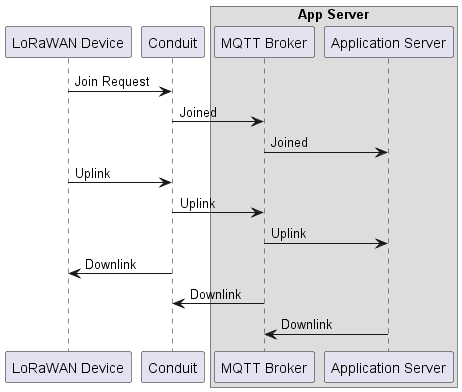 App Server
LoRaWAN Device
Conduit
MQTT Broker
Application Server
Join Request
Joined
Joined
Uplink
Uplink
Uplink
Downlink
Downlink
Downlink
LoRaWAN Device
Conduit
MQTT Broker
Application Server